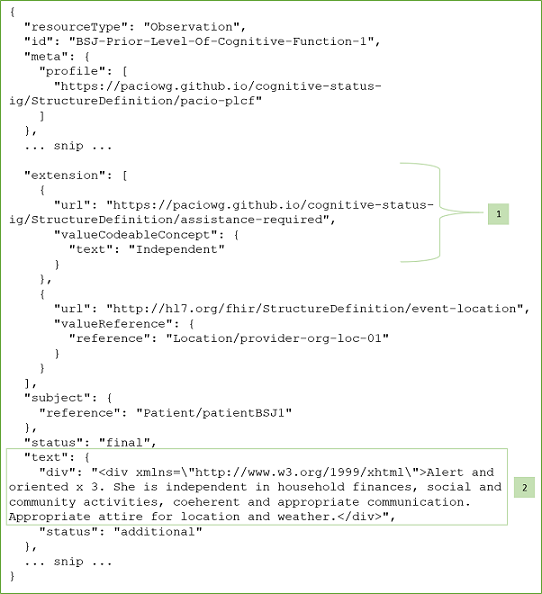 {
  "resourceType": "Observation",
  "id": "BSJ-Prior-Level-Of-Cognitive-Function-1",
  "meta": {
    "profile": [
      "https://paciowg.github.io/cognitive-status-
ig/StructureDefinition/pacio-plcf"
    ]
  },
  ... snip ...
  "extension": [
    {
      "url": "https://paciowg.github.io/cognitive-status-
ig/StructureDefinition/assistance-required",
      "valueCodeableConcept": {
        "text": "Independent"
      }
    },
    {
      "url": "http://hl7.org/fhir/StructureDefinition/event-location",
      "valueReference": {
        "reference": "Location/provider-org-loc-01"
      }
    }
  ],
  "subject": {
    "reference": "Patient/patientBSJ1"
  },
  "status": "final",
  "text": {
    "div": "<div xmlns=\"http://www.w3.org/1999/xhtml\">Alert and
oriented x 3. She is independent in household finances, social and
community activities, coeherent and appropriate communication.
Appropriate attire for location and weather.</div>",
    "status": "additional"
  },
  ... snip ...
}
1
2